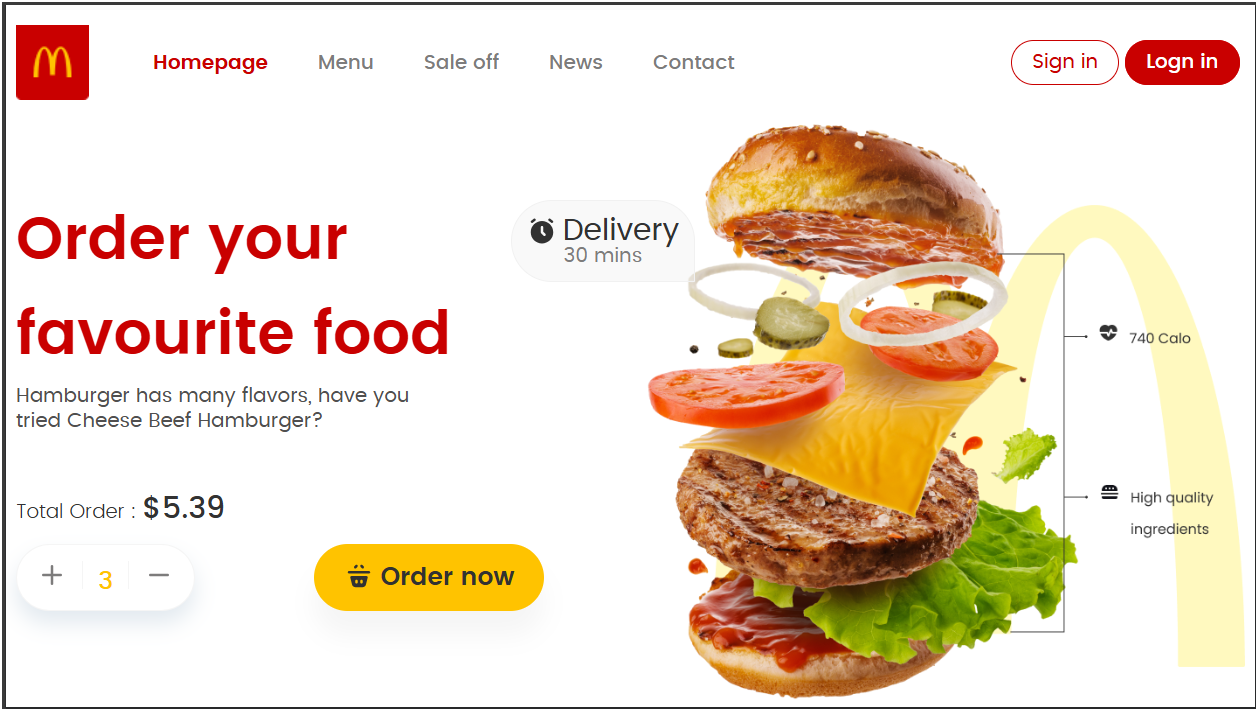 Homepage Menu Sale off News Contact Sign in Logn in
Order your
favourite food
Delivery
30 mins
Hamburger has many flavors, have you
tried Cheese Beef Hamburger?
Total Order : $5.39
+ 3 −
Order now
740 Calo
High quality
ingredients